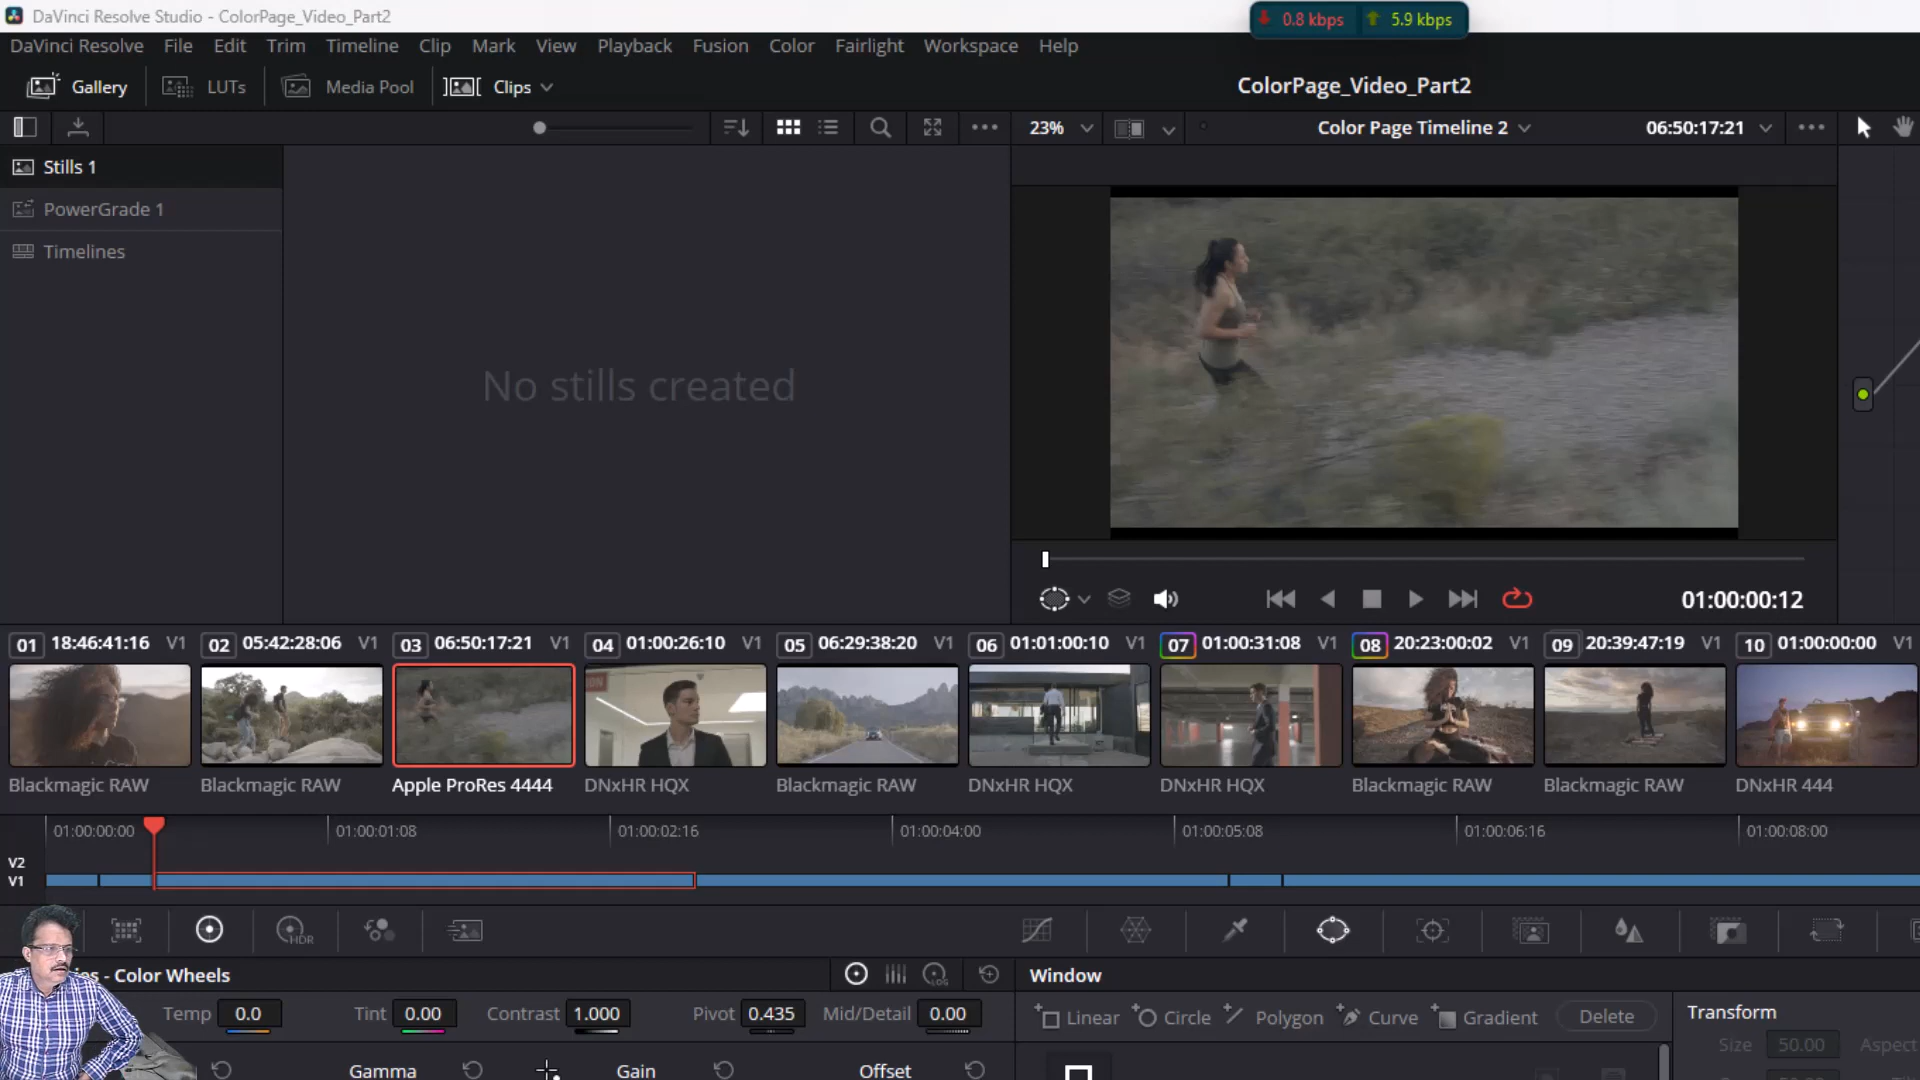 DaVinci Resolve Studio - ColorPage_Video_Part2
0.8 kbps 5.9 kbps
DaVinci Resolve File Edit Trim Timeline Clip Mark View Playback Fusion Color Fairlight Workspace Help
Gallery LUTs Media Pool Clips ColorPage_Video_Part2
23% Color Page Timeline 2 06:50:17:21
Stills 1
PowerGrade 1
Timelines
No stills created
01:00:00:12
01 18:46:41:16 V1 02 05:42:28:06 V1 03 06:50:17:21 V1 04 01:00:26:10 V1 05 06:29:38:20 V1 06 01:01:00:10 V1 07 01:00:31:08 V1 08 20:23:00:02 V1 09 20:39:47:19 V1 10 01:00:00:00 V1
Blackmagic RAW Blackmagic RAW Apple ProRes 4444 DNxHR HQX Blackmagic RAW DNxHR HQX DNxHR HQX Blackmagic RAW Blackmagic RAW DNxHR 444
01:00:00:00 01:00:01:08 01:00:02:16 01:00:04:00 01:00:05:08 01:00:06:16 01:00:08:00
V2
V1
HDR
es - Color Wheels LOG Window
Temp 0.0 Tint 0.00 Contrast 1.000 Pivot 0.435 Mid/Detail 0.00 Linear Circle Polygon Curve Gradient Delete Transform
Size 50.00 Aspect
Gamma Gain Offset